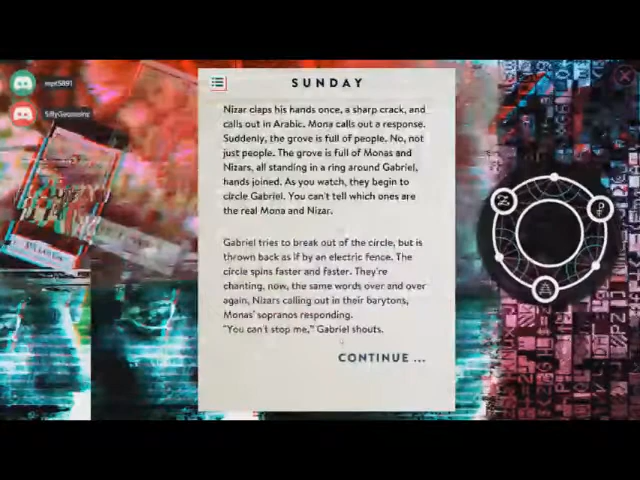 SUNDAY
Nizar claps his hands once, a sharp crack, and
calls out in Arabic. Mona calls out a response.
Suddenly, the grove is full of people. No, not
just people. The grove is full of Monas and
Nizars, all standing in a ring around Gabriel,
hands joined. As you watch, they begin to
circle Gabriel. You can't tell which ones are
the real Mona and Nizar.
Gabriel tries to break out of the circle, but is
thrown back as if by an electric fence. The
circle spins faster and faster. They're
chanting, now, the same words over and over
again, Nizars calling out in their barytons,
Monas' sopranos responding.
"You can't stop me," Gabriel shouts.
CONTINUE ...